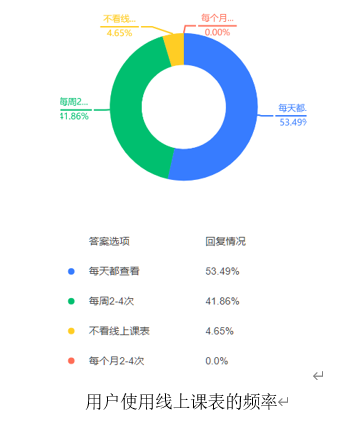 不看线...
4.65%
每个月...
0.00%
每周2...
41.86%
每天都...
53.49%
答案选项 回复情况
每天都查看 53.49%
每周2-4次 41.86%
不看线上课表 4.65%
每个月2-4次 0.0%
用户使用线上课表的频率